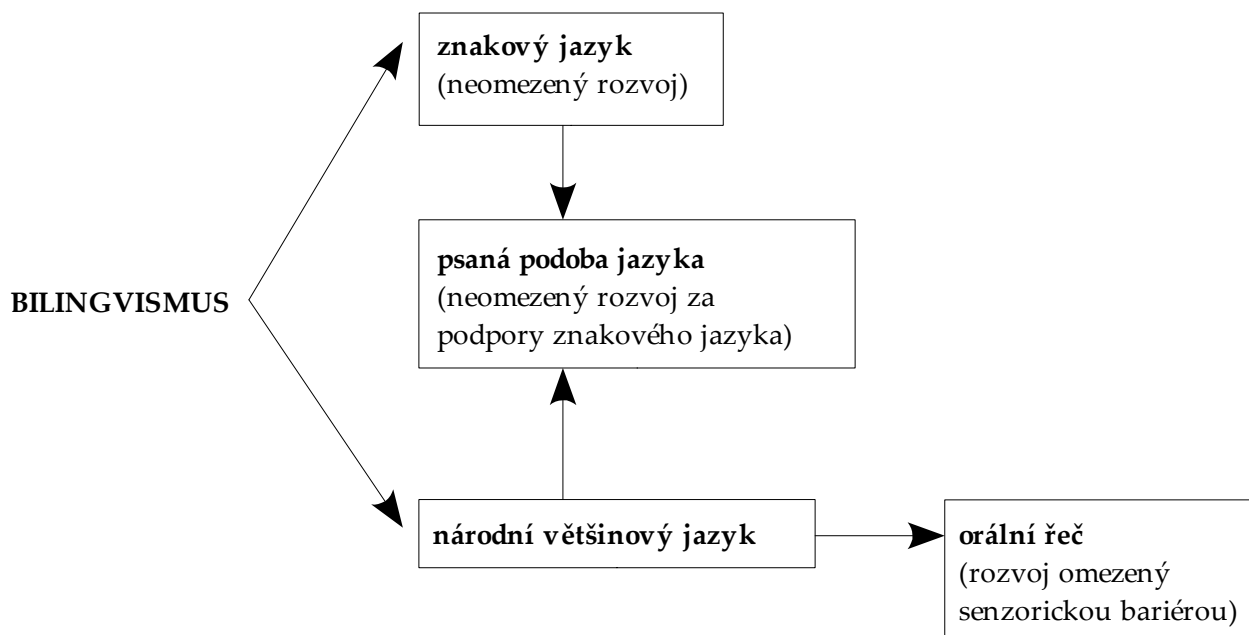 znakový jazyk
(neomezený rozvoj)
psaná podoba jazyka
(neomezený rozvoj za
podpory znakového jazyka)
BILINGVISMUS
národní většinový jazyk
orální řeč
(rozvoj omezený
senzorickou bariérou)